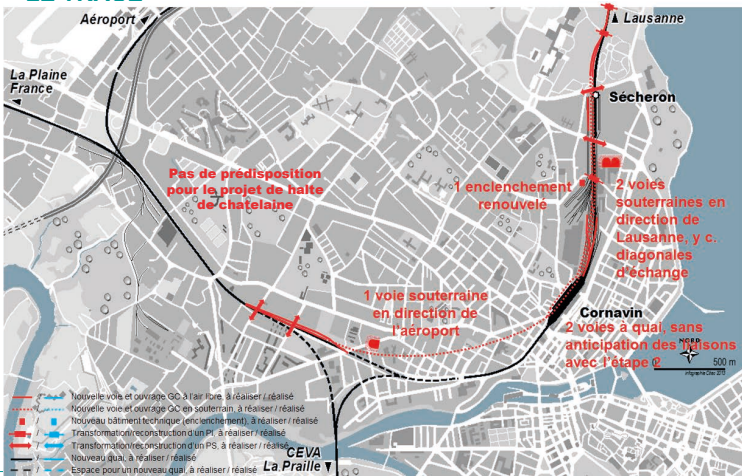 Aéroport
Lausanne
La Plaine
France
Sécheron
Pas de prédisposition
pour le projet de halte
de chatelaine
1 enclenchement
renouvelé
2 voies
souterraines en
direction de
Lausanne, y c.
diagonales
d'échange
1 voie souterraine
en direction de
l'aéroport
Cornavin
2 voies à quai, sans
anticipation des liaisons
avec l'étape 2
NORD
500 m
Nouvelle voie et ouvrage GC à l'air libre, à réaliser / réalisé
Nouvelle voie et ouvrage GC en souterrain, à réaliser / réalisé
Nouveau bâtiment technique (enclenchement), à réaliser / réalisé
Transformation/reconstruction d'un PI, à réaliser / réalisé
Transformation/reconstruction d'un PS, à réaliser / réalisé
Nouveau quai, à réaliser / réalisé
Espace pour un nouveau quai, à réaliser / réalisé
CEVA
La Praille